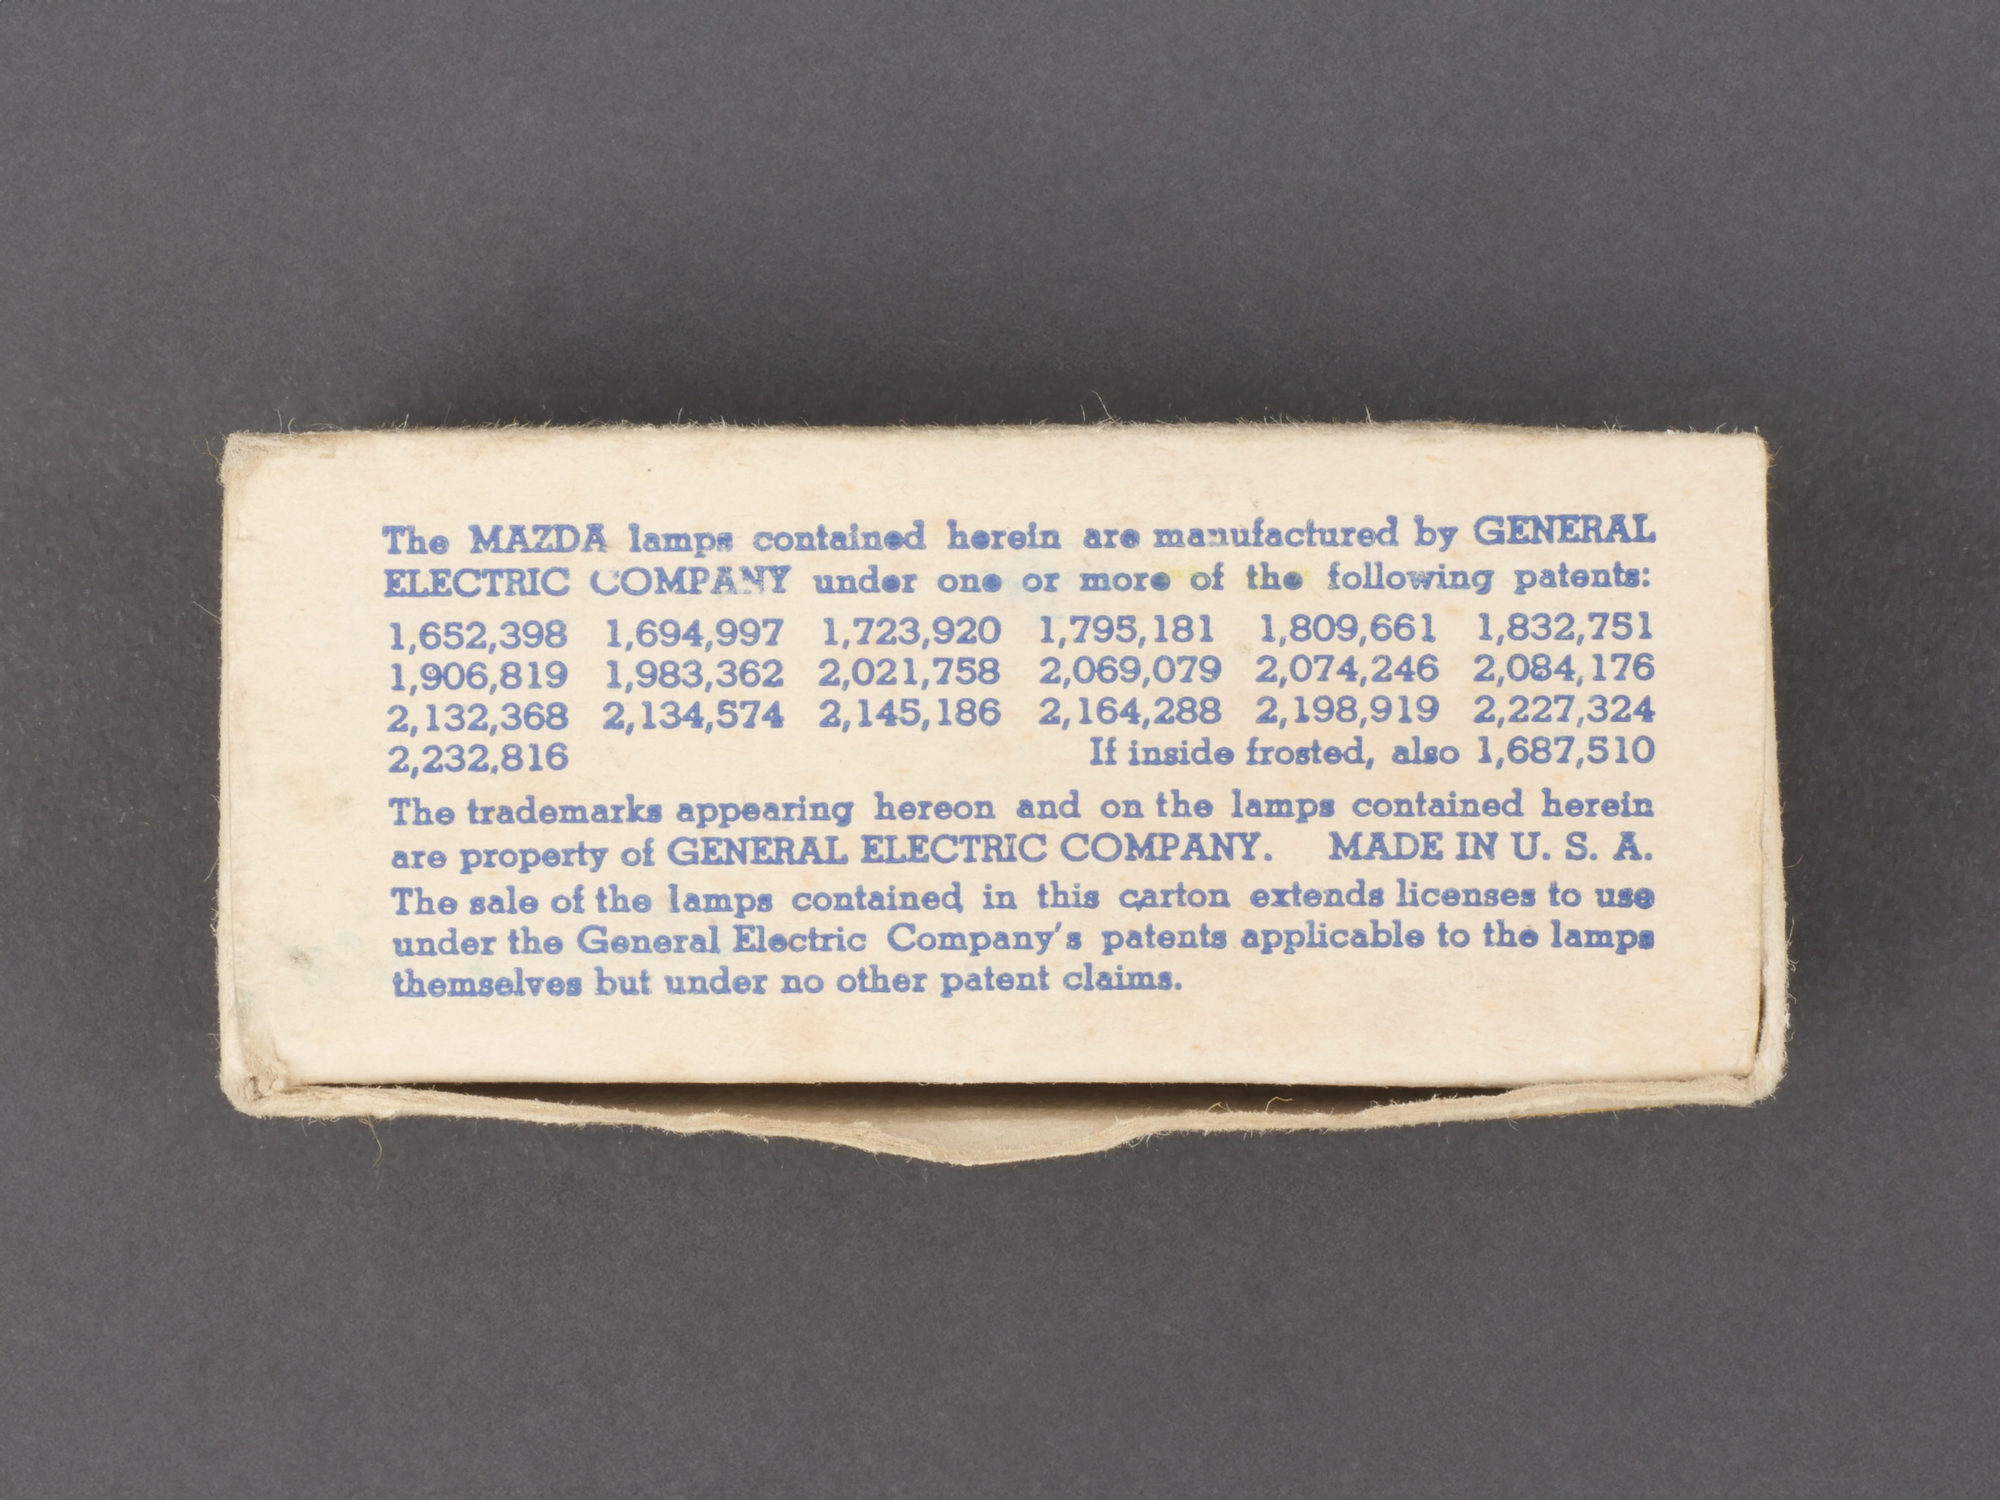 The MAZDA lamps contained herein are manufactured by GENERAL
ELECTRIC COMPANY under one or more of the following patents:
1,652,398 1,694,997 1,723,920 1,795,181 1,809,661 1,832,751
1,906,819 1,983,362 2,021,758 2,069,079 2,074,246 2,084,176
2,132,368 2,134,574 2,145,186 2,164,288 2,198,919 2,227,324
2,232,816 If inside frosted, also 1,687,510
The trademarks appearing hereon and on the lamps contained herein
are property of GENERAL ELECTRIC COMPANY. MADE IN U. S. A.
The sale of the lamps contained in this carton extends licenses to use
under the General Electric Company's patents applicable to the lamps
themselves but under no other patent claims.